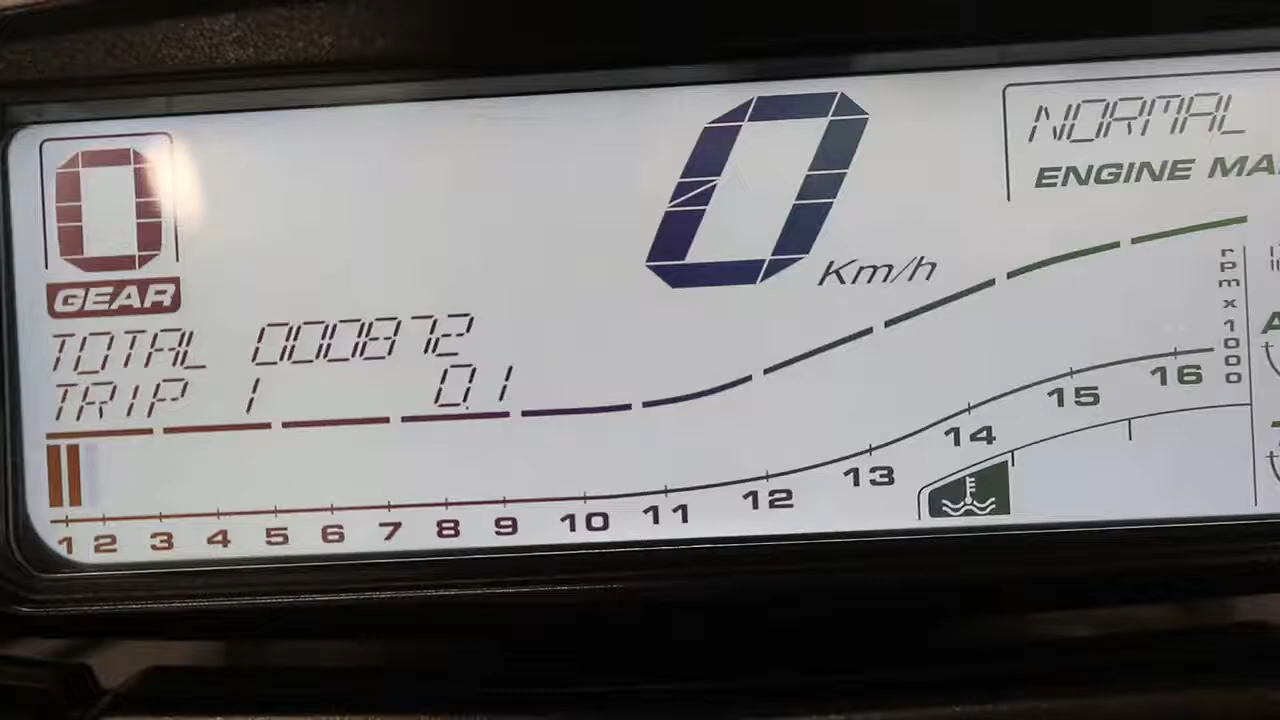 0
GEAR
0
Km/h
NORMAL
ENGINE MA
TOTAL 000872
TRIP 1 0.1
rpm x 1000
1 2 3 4 5 6 7 8 9 10 11 12 13 14 15 16
A